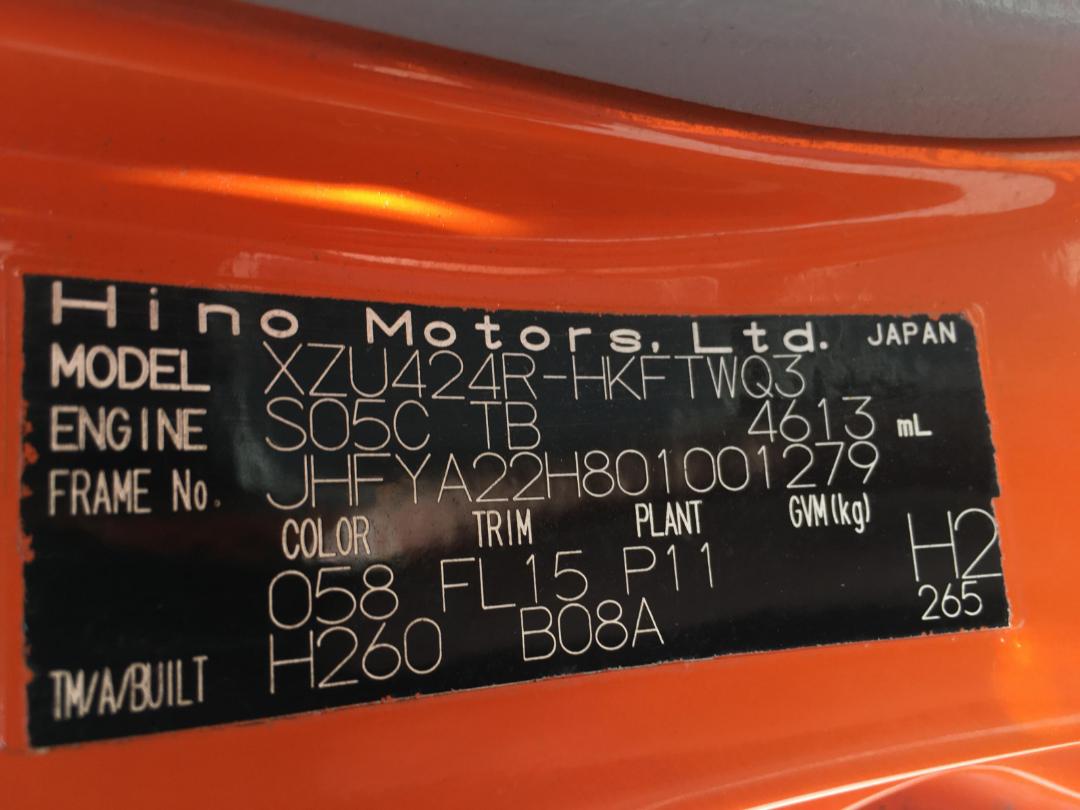 Hino Motors, Ltd. JAPAN
MODEL XZU424R-HKFTWQ3
ENGINE S05C TB 4613 mL
FRAME No. JHFYA22H801001279
COLOR TRIM PLANT GVM(kg)
058 FL15 P11 H2
H260 B08A 265
TM/A/BUILT